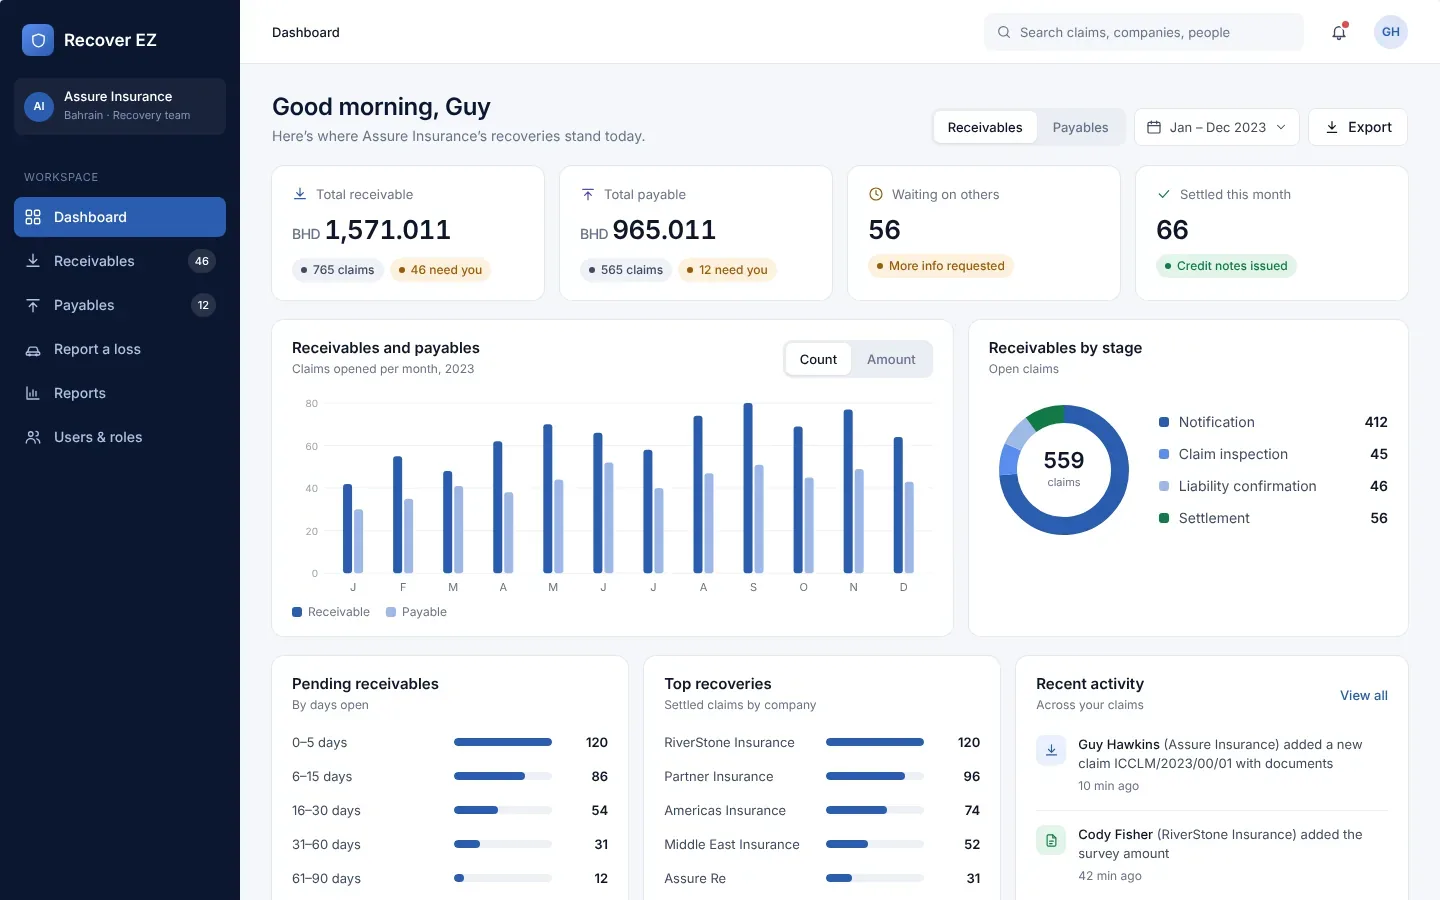 Recover EZ
AI
Assure Insurance
Bahrain · Recovery team
WORKSPACE
Dashboard
Receivables 46
Payables 12
Report a loss
Reports
Users & roles
Dashboard
Search claims, companies, people
GH
Good morning, Guy
Here’s where Assure Insurance’s recoveries stand today.
Receivables Payables
Jan – Dec 2023
Export
Total receivable
BHD 1,571.011
765 claims 46 need you
Total payable
BHD 965.011
565 claims 12 need you
Waiting on others
56
More info requested
Settled this month
66
Credit notes issued
Receivables and payables
Claims opened per month, 2023
Count Amount
80
60
40
20
0
J F M A M J J A S O N D
Receivable Payable
Receivables by stage
Open claims
559
claims
Notification 412
Claim inspection 45
Liability confirmation 46
Settlement 56
Pending receivables
By days open
0–5 days 120
6–15 days 86
16–30 days 54
31–60 days 31
61–90 days 12
Top recoveries
Settled claims by company
RiverStone Insurance 120
Partner Insurance 96
Americas Insurance 74
Middle East Insurance 52
Assure Re 31
Recent activity
Across your claims
View all
Guy Hawkins (Assure Insurance) added a new
claim ICCLM/2023/00/01 with documents
10 min ago
Cody Fisher (RiverStone Insurance) added the
survey amount
42 min ago